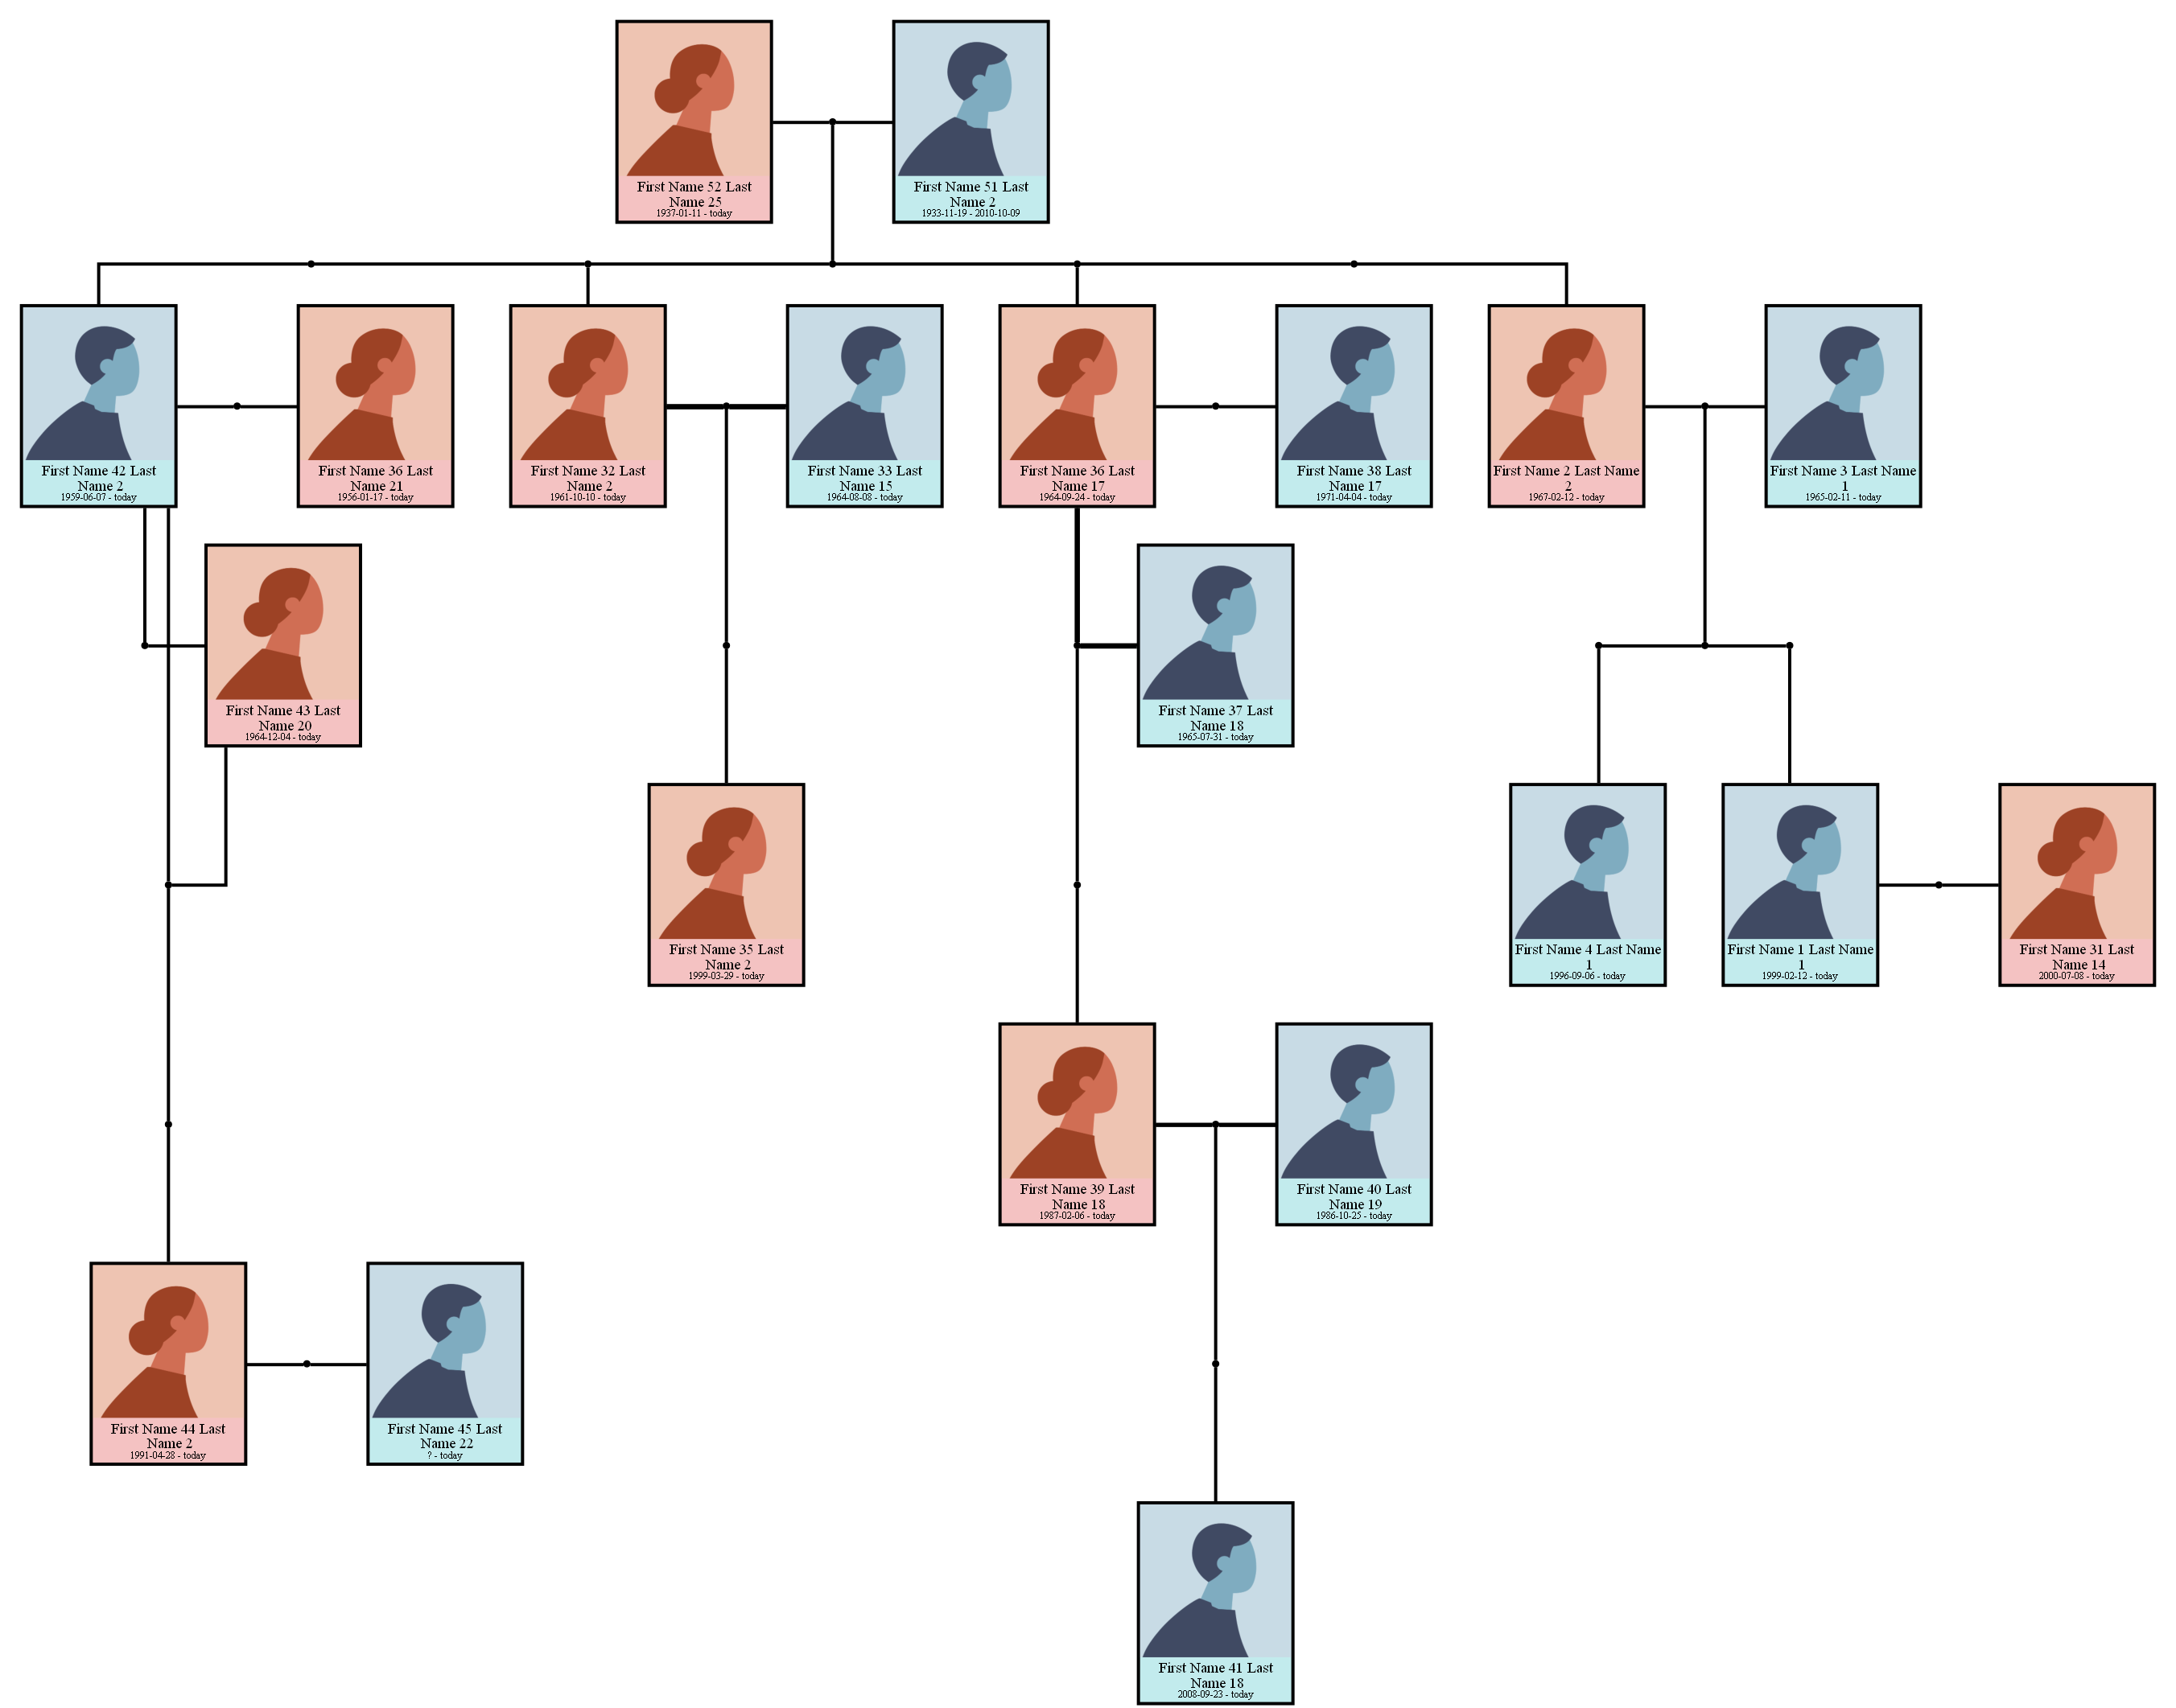 First Name 52 Last
Name 25
1937-01-11 - today
First Name 51 Last
Name 2
1933-11-19 - 2010-10-09
First Name 42 Last
Name 2
1959-06-07 - today
First Name 36 Last
Name 21
1956-01-17 - today
First Name 32 Last
Name 2
1961-10-10 - today
First Name 33 Last
Name 15
1964-08-08 - today
First Name 36 Last
Name 17
1964-09-24 - today
First Name 38 Last
Name 17
1971-04-04 - today
First Name 2 Last Name
2
1967-02-12 - today
First Name 3 Last Name
1
1965-02-11 - today
First Name 43 Last
Name 20
1964-12-04 - today
First Name 37 Last
Name 18
1965-07-31 - today
First Name 35 Last
Name 2
1999-03-29 - today
First Name 4 Last Name
1
1996-09-06 - today
First Name 1 Last Name
1
1999-02-12 - today
First Name 31 Last
Name 14
2000-07-08 - today
First Name 39 Last
Name 18
1987-02-06 - today
First Name 40 Last
Name 19
1986-10-25 - today
First Name 44 Last
Name 2
1991-04-28 - today
First Name 45 Last
Name 22
? - today
First Name 41 Last
Name 18
2008-09-23 - today